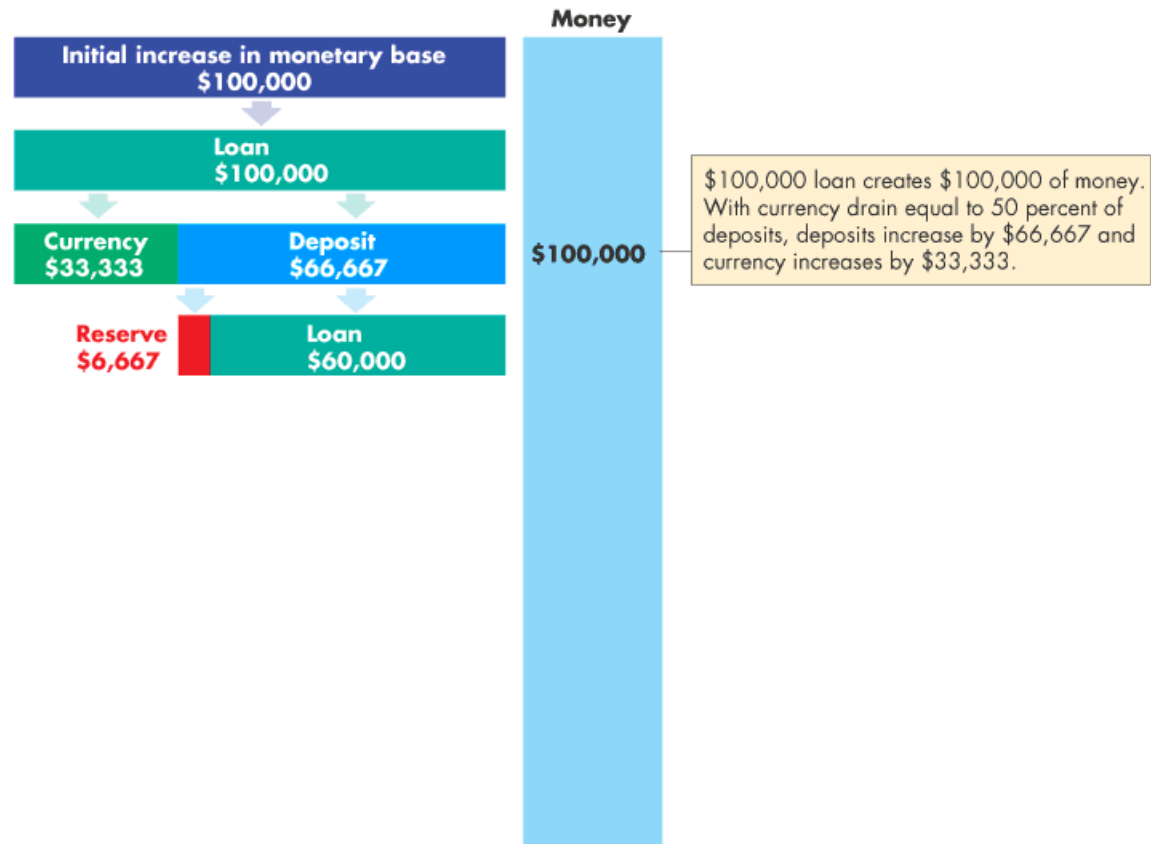 Money
Initial increase in monetary base
$100,000
Loan
$100,000
Currency
$33,333
Deposit
$66,667
$100,000
$100,000 loan creates $100,000 of money.
With currency drain equal to 50 percent of
deposits, deposits increase by $66,667 and
currency increases by $33,333.
Reserve
$6,667
Loan
$60,000